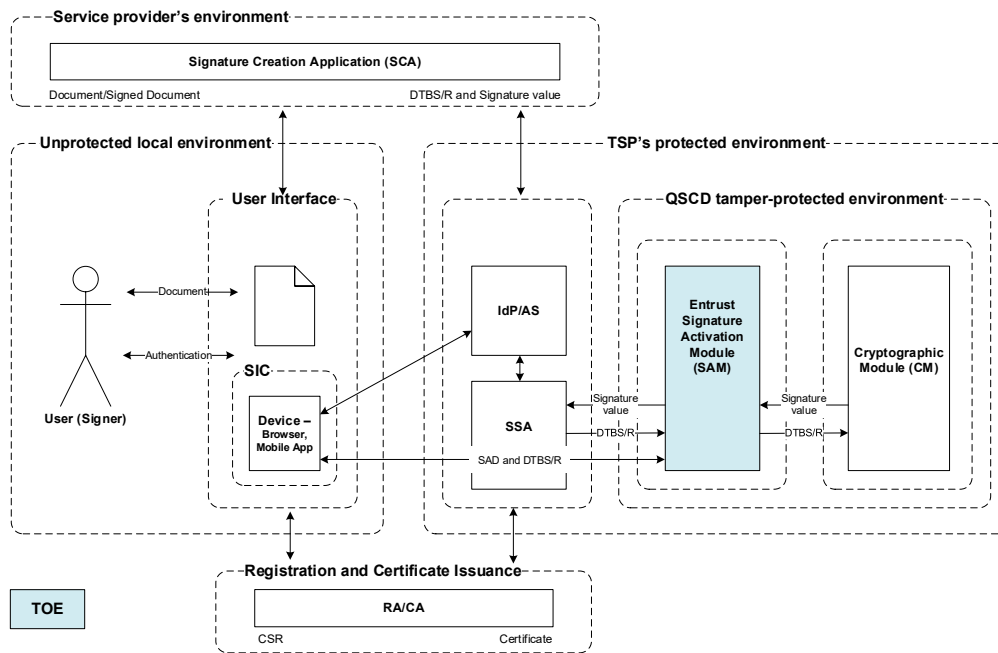 Service provider’s environment
Signature Creation Application (SCA)
Document/Signed Document
DTBS/R and Signature value
Unprotected local environment
TSP’s protected environment
User Interface
QSCD tamper-protected environment
Document
Authentication
User (Signer)
SIC
Device –
Browser,
Mobile App
IdP/AS
SSA
SAD and DTBS/R
Signature
value
DTBS/R
Entrust
Signature
Activation
Module
(SAM)
Signature
value
DTBS/R
Cryptographic
Module (CM)
Registration and Certificate Issuance
RA/CA
CSR
Certificate
TOE